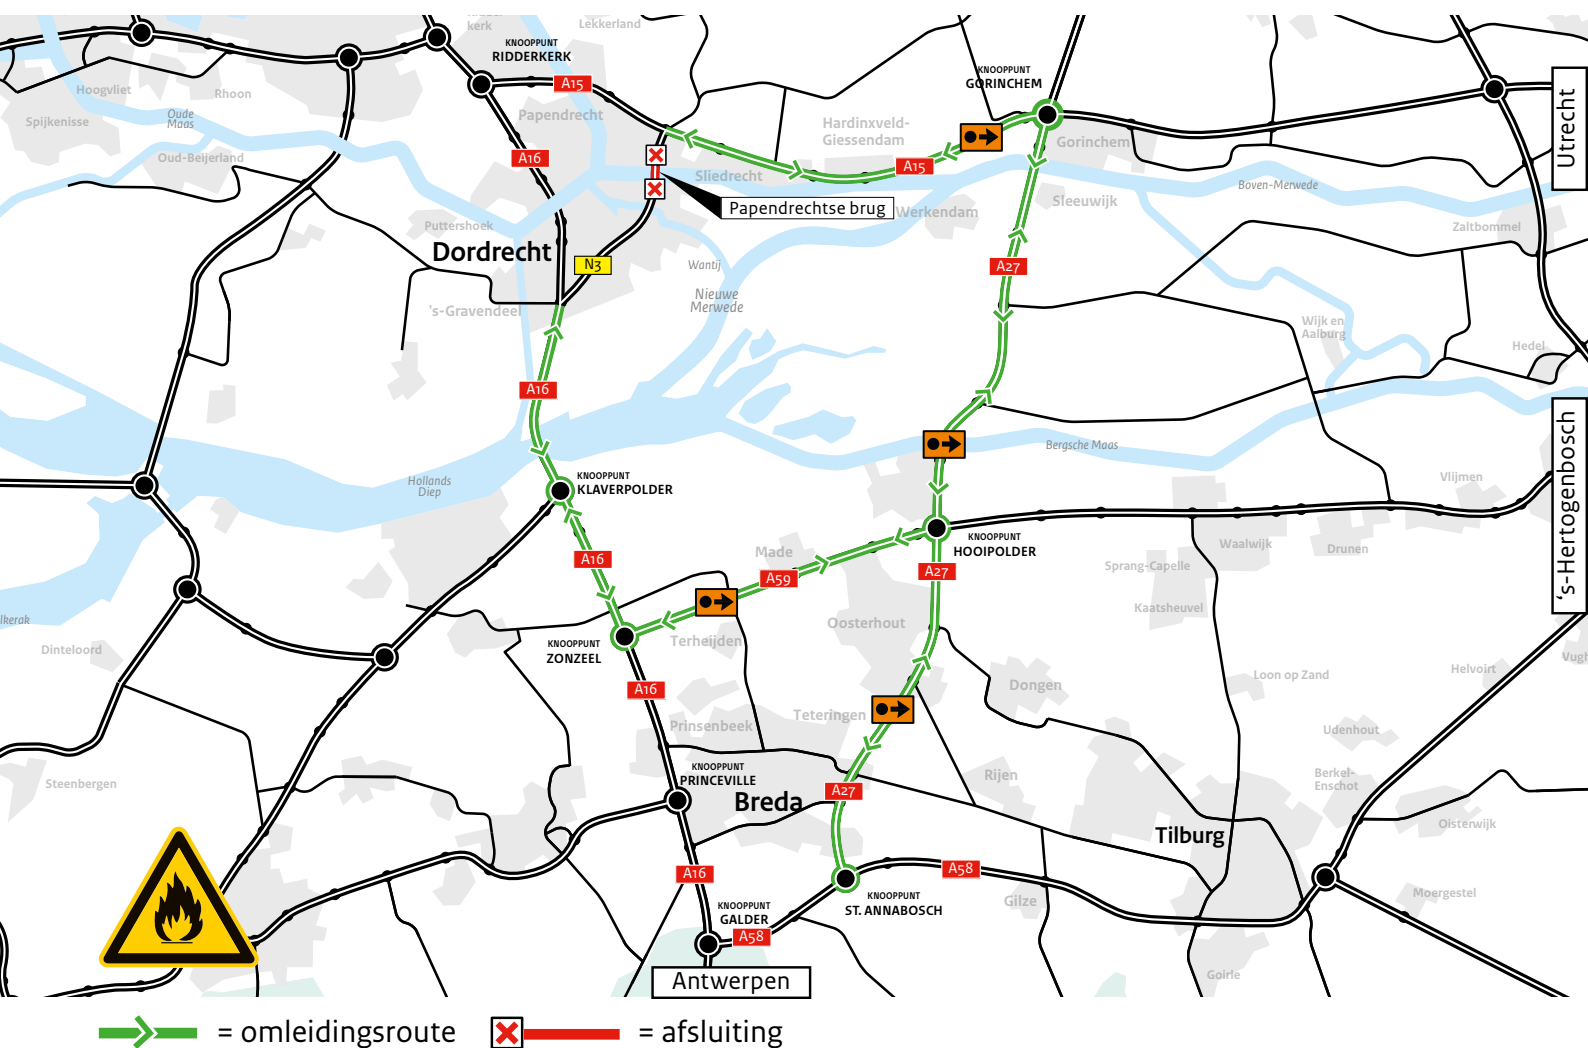 kerk
Lekkerland
KNOOPPUNT
RIDDERKERK
KNOOPPUNT
GORINCHEM
Hoogvliet
Rhoon
A15
Utrecht
Spijkenisse
Oude
Maas
Papendrecht
Hardinxveld-
Giessendam
Gorinchem
Oud-Beijerland
A16
Sliedrecht
A15
Boven-Merwede
Papendrechtse brug
Werkendam
Sleeuwijk
Puttershoek
Zaltbommel
Dordrecht
N3
Wantij
A27
Nieuwe
Merwede
's-Gravendeel
Wijk en
Aalburg
Hedel
A16
Bergsche Maas
's-Hertogenbosch
Hollands
Diep
KNOOPPUNT
KLAVERPOLDER
Vlijmen
KNOOPPUNT
HOOIPOLDER
Waalwijk
Drunen
Made
A16
A59
A27
Sprang-Capelle
Kaatsheuvel
lkerak
Oosterhout
Dinteloord
KNOOPPUNT
ZONZEEL
Terheijden
Vugh
Helvoirt
Loon op Zand
A16
Dongen
Teteringen
Prinsenbeek
Udenhout
Steenbergen
KNOOPPUNT
PRINCEVILLE
Rijen
Berkel-
Enschot
Breda
A27
Oisterwijk
Tilburg
A16
A58
Moergestel
KNOOPPUNT
GALDER
KNOOPPUNT
ST. ANNABOSCH
Gilze
A58
Goirle
Antwerpen
= omleidingsroute
= afsluiting